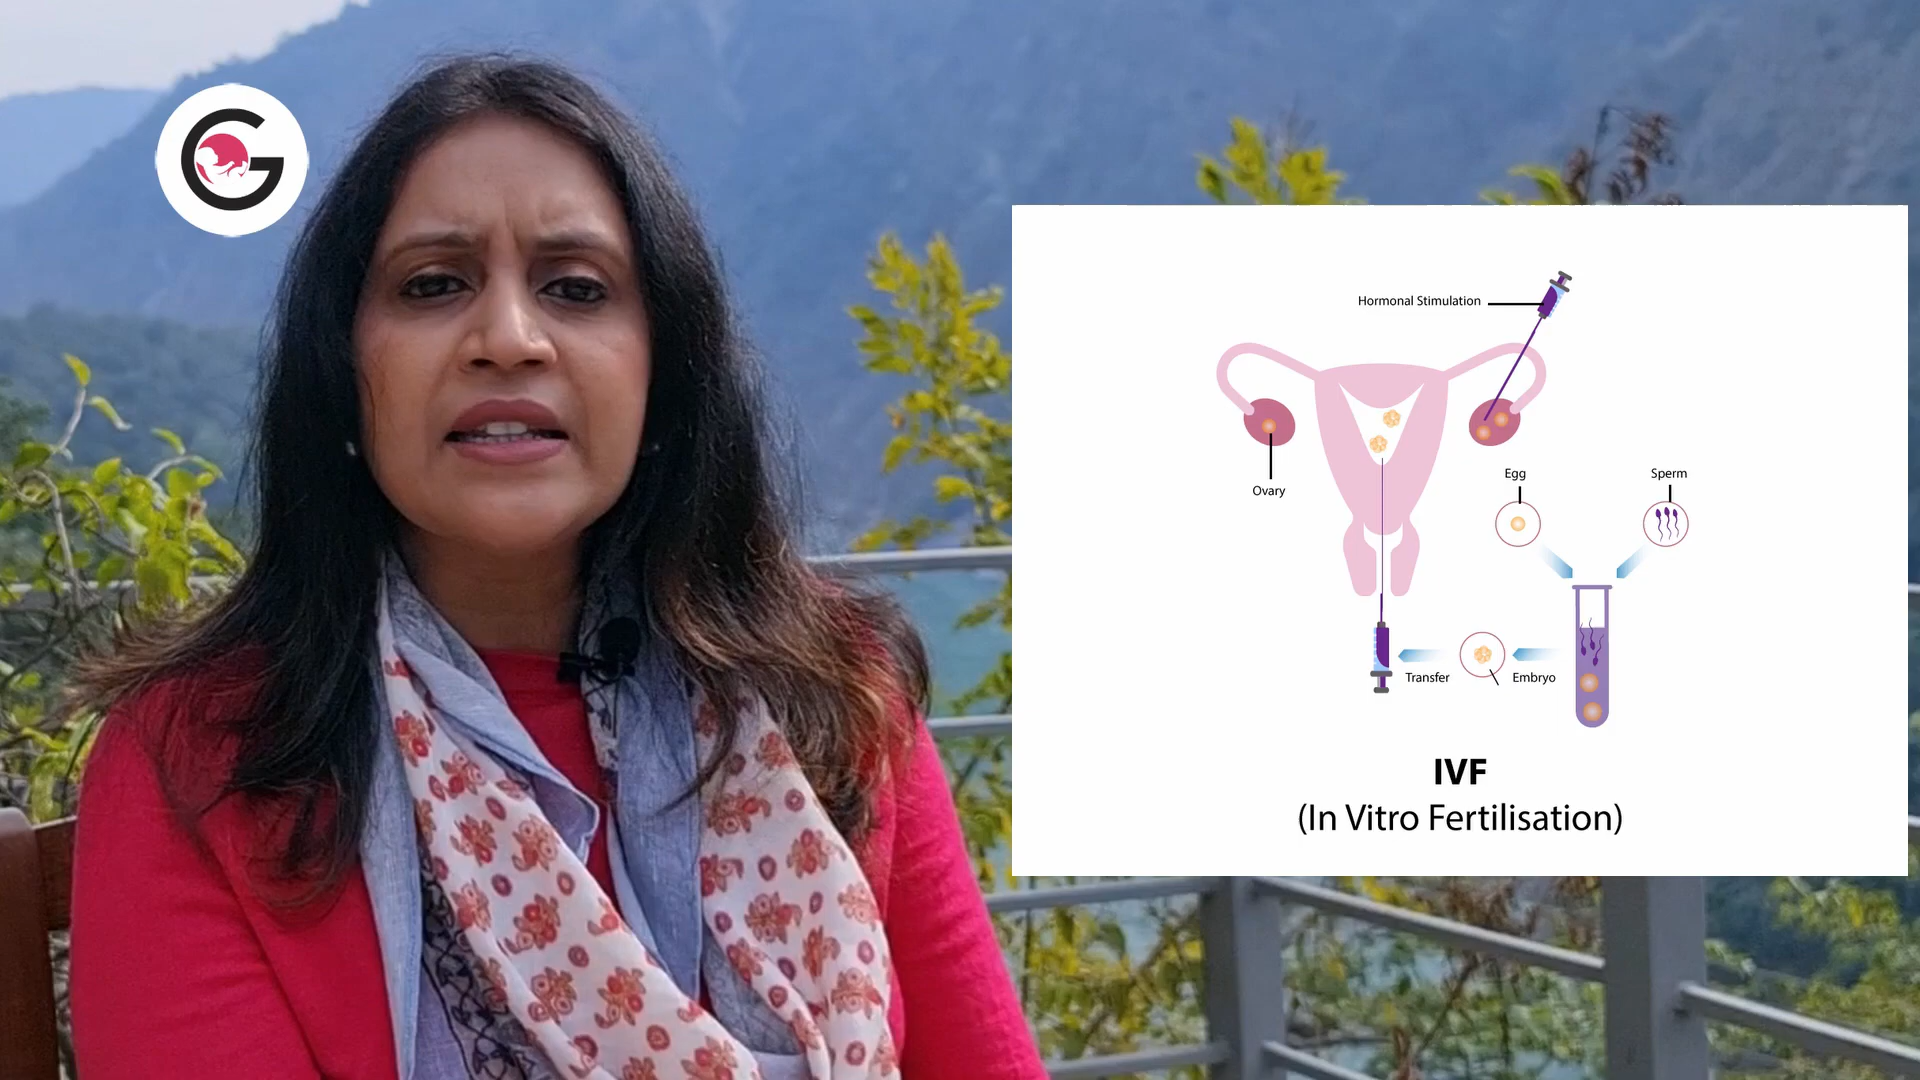 Hormonal Stimulation
Ovary
Egg
Sperm
Transfer
Embryo
IVF
(In Vitro Fertilisation)